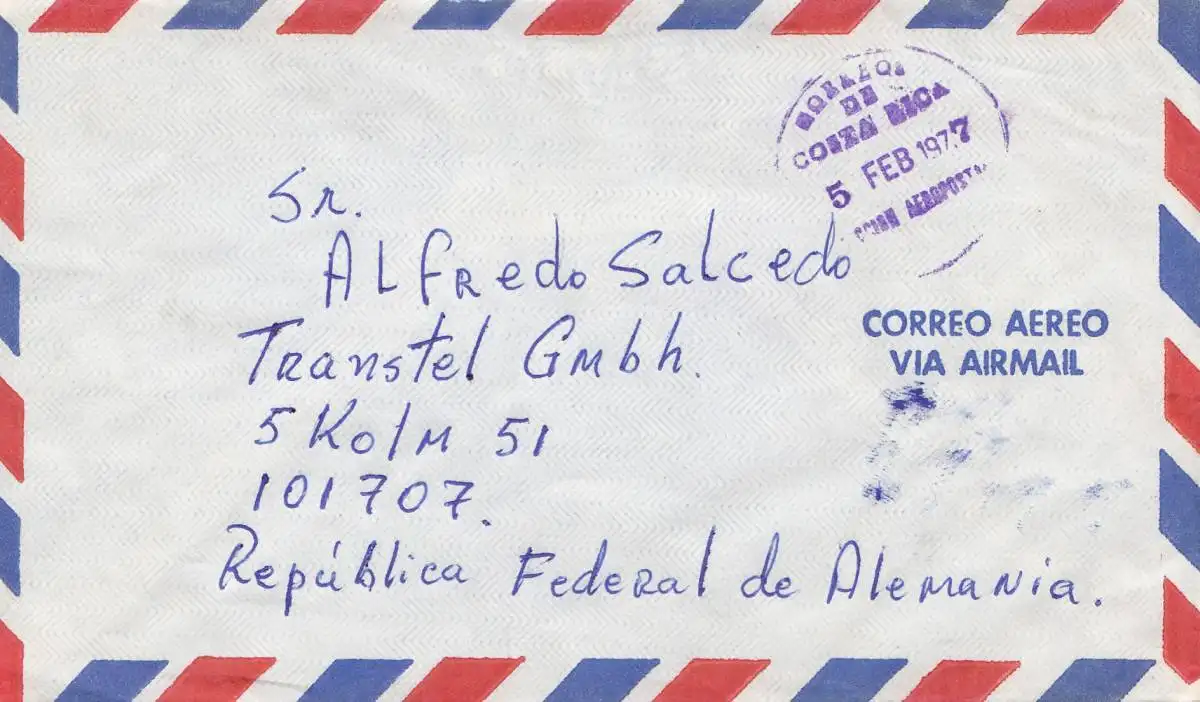 CORREOS
DE
COSTA RICA
5 FEB 1977
AEROPOSTAL
Sr.
Alfredo Salcedo
Transtel Gmbh.
5 Koln 51
101707.
República Federal de Alemania.
CORREO AEREO
VIA AIRMAIL